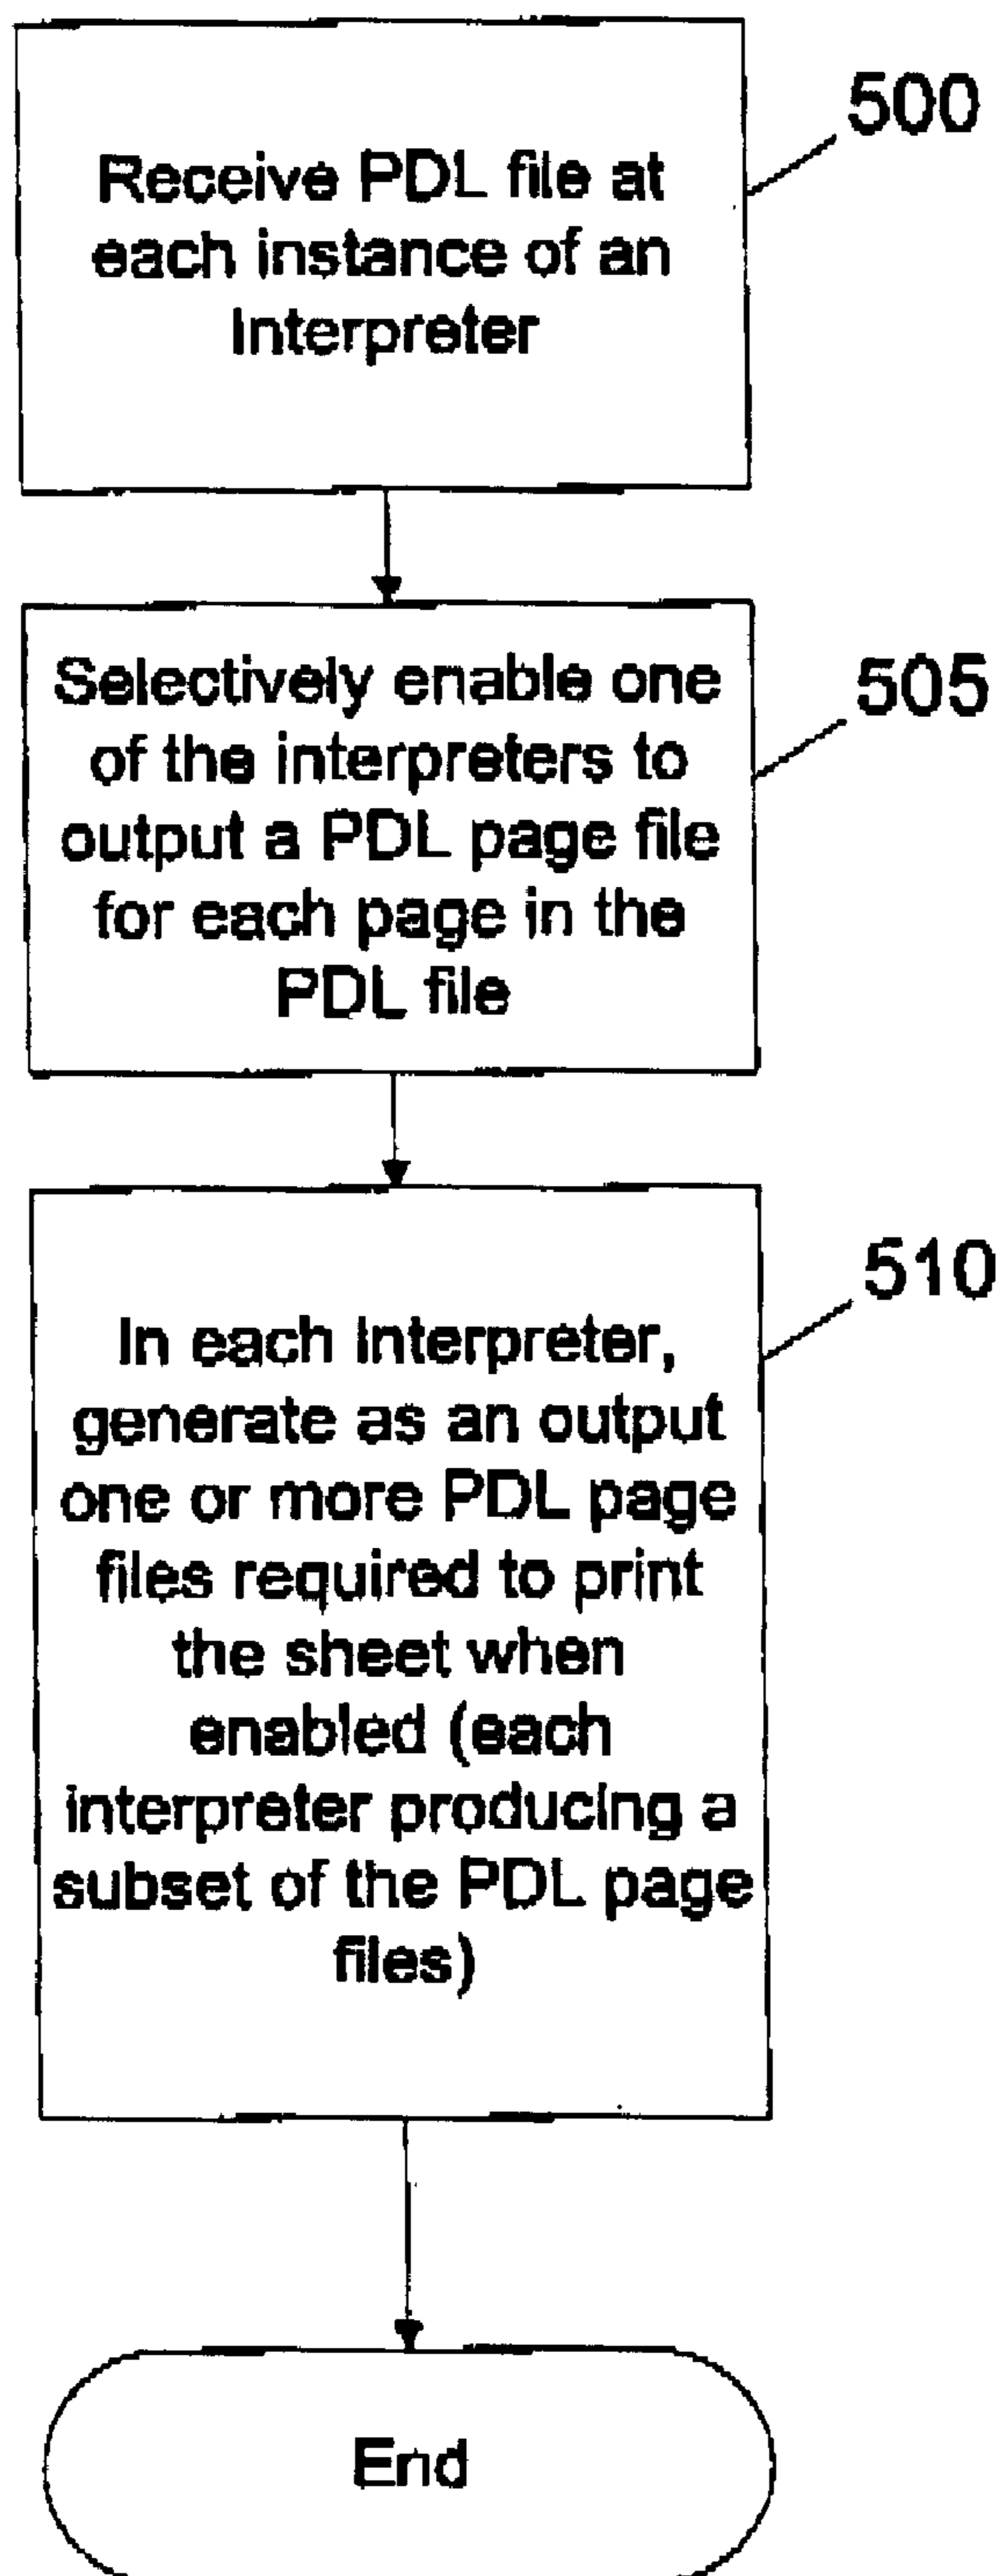 Receive PDL file at
each instance of an
Interpreter
500
Selectively enable one
of the interpreters to
output a PDL page file
for each page in the
PDL file
505
In each Interpreter,
generate as an output
one or more PDL page
files required to print
the sheet when
enabled (each
interpreter producing a
subset of the PDL page
files)
510
End